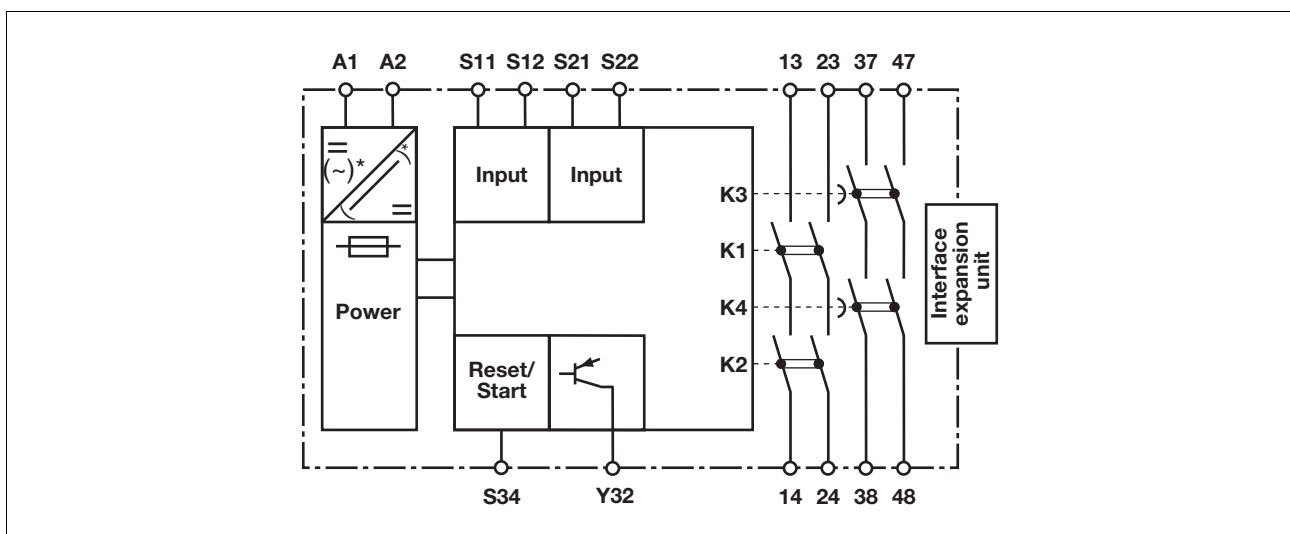 A1 A2 S11 S12 S21 S22 13 23 37 47
= (~)* * =
Input Input
K3
K1
K4
K2
Power
Reset/
Start
Interface
expansion
unit
S34 Y32 14 24 38 48